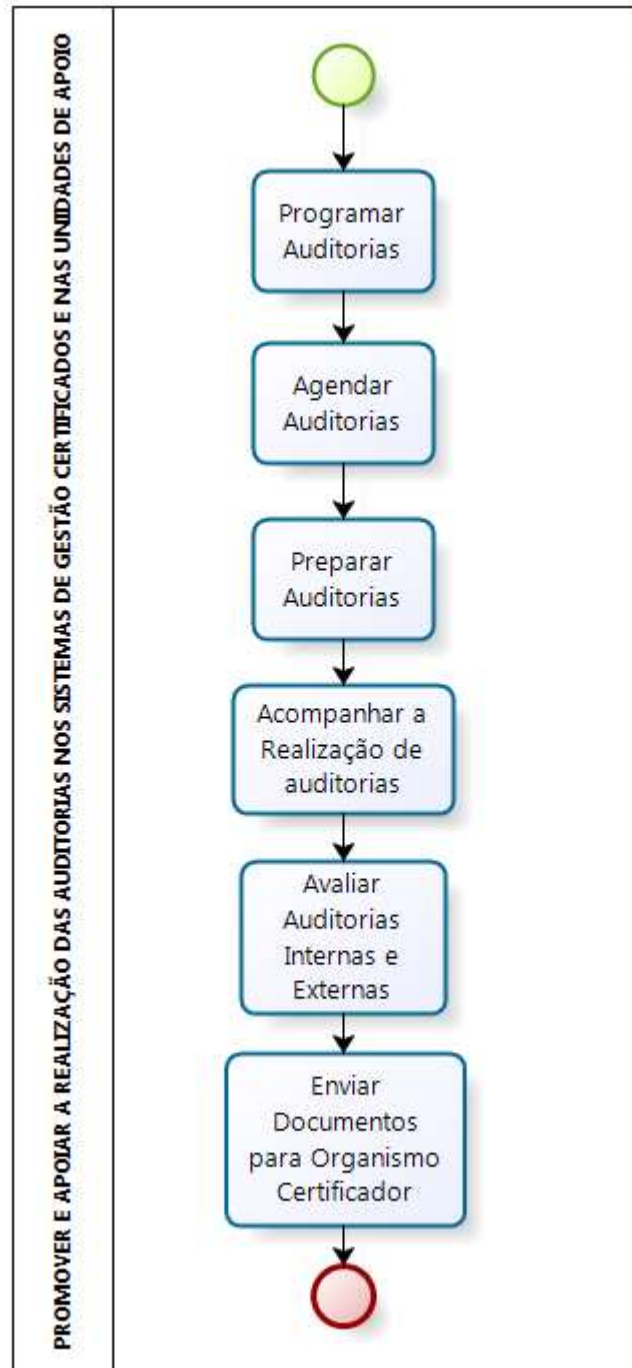 PROMOVER E APOIAR A REALIZAÇÃO DAS AUDITORIAS NOS SISTEMAS DE GESTÃO CERTIFICADOS E NAS UNIDADES DE APOIO
Programar
Auditorias
Agendar
Auditorias
Preparar
Auditorias
Acompanhar a
Realização de
auditorias
Avaliar
Auditorias
Internas e
Externas
Enviar
Documentos
para Organismo
Certificador